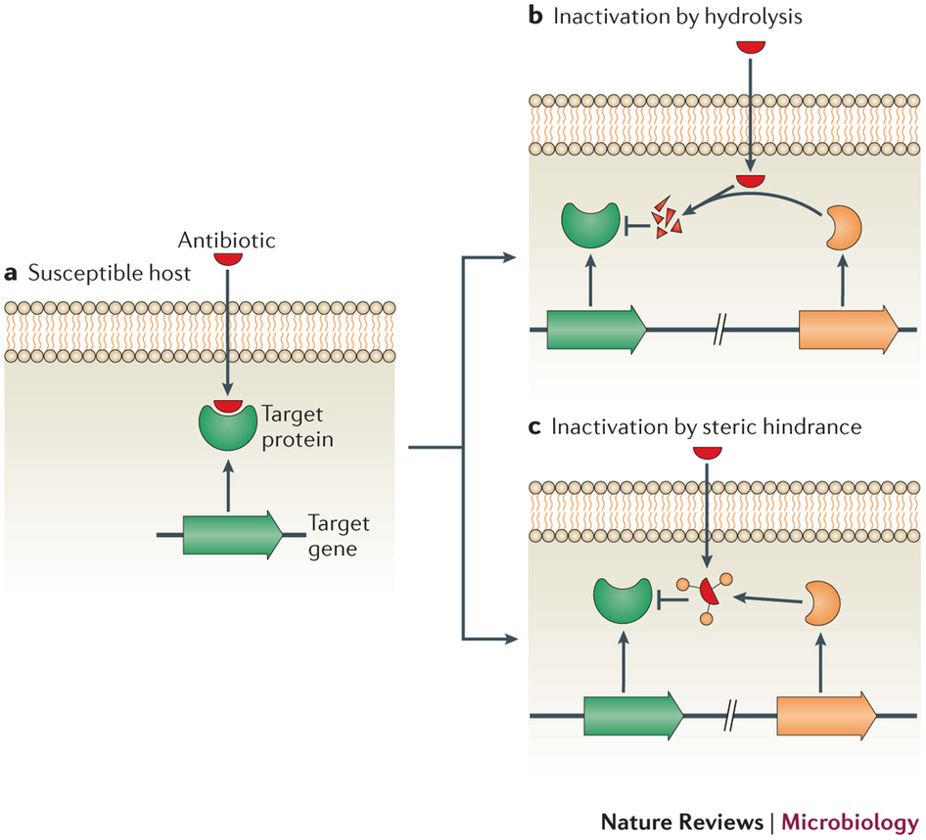 b Inactivation by hydrolysis
Antibiotic
a Susceptible host
Target
protein
Target
gene
c Inactivation by steric hindrance
Nature Reviews | Microbiology